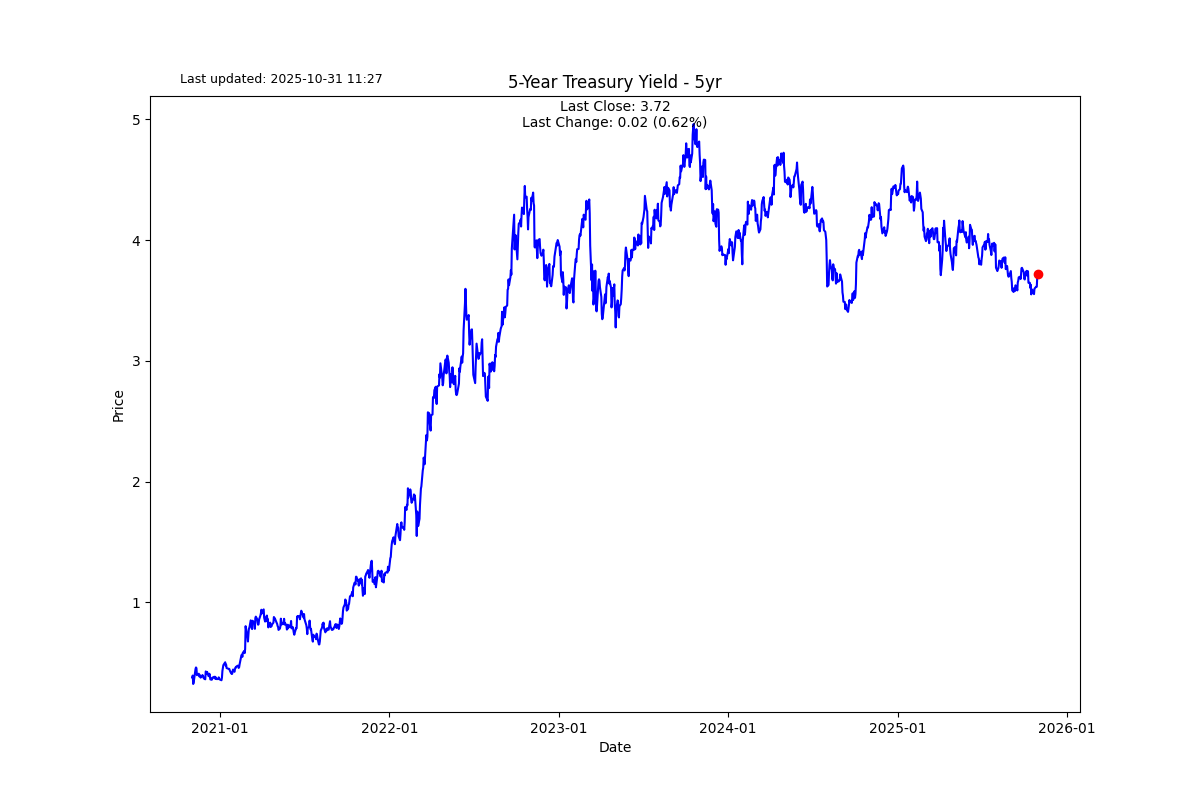 Last updated: 2025-10-31 11:27
5-Year Treasury Yield - 5yr
Last Close: 3.72
Last Change: 0.02 (0.62%)
5
4
3
2
1
Price
2021-01
2022-01
2023-01
2024-01
2025-01
2026-01
Date